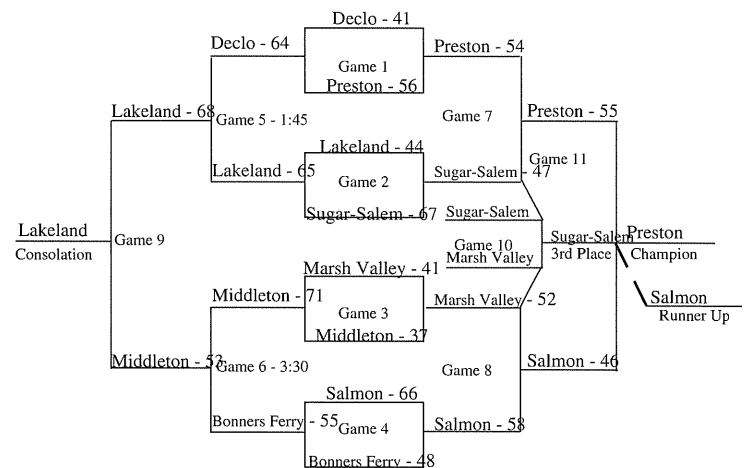 Declo - 41
Declo - 64
Preston - 54
Game 1
Preston - 56
Lakeland - 68
Game 5 - 1:45
Game 7
Preston - 55
Lakeland - 44
Game 11
Lakeland - 65
Game 2
Sugar-Salem - 47
Sugar-Salem - 67
Sugar-Salem
Lakeland
Game 9
Game 10
Sugar-Salem
Preston
Consolation
Marsh Valley
3rd Place
Champion
Marsh Valley - 41
Middleton - 71
Game 3
Marsh Valley - 52
Salmon
Runner Up
Middleton - 37
Middleton - 53
Game 6 - 3:30
Game 8
Salmon - 46
Salmon - 66
Bonners Ferry - 55
Game 4
Salmon - 58
Bonners Ferry - 48